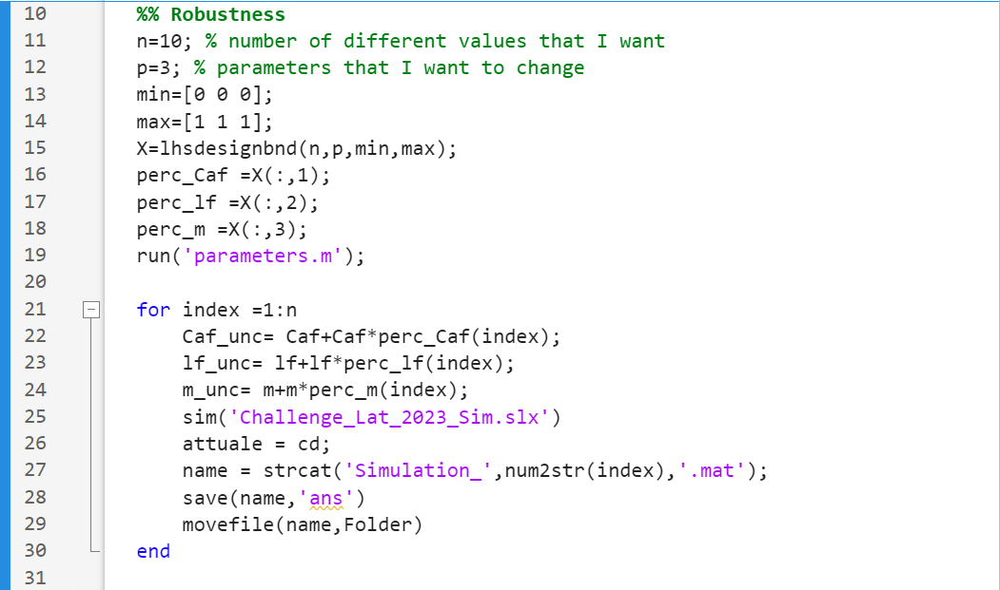 10 %% Robustness
11 n=10; % number of different values that I want
12 p=3; % parameters that I want to change
13 min=[0 0 0];
14 max=[1 1 1];
15 X=lhsdesignbnd(n,p,min,max);
16 perc_Caf =X(:,1);
17 perc_lf =X(:,2);
18 perc_m =X(:,3);
19 run('parameters.m');
20
21 for index =1:n
22 Caf_unc= Caf+Caf*perc_Caf(index);
23 lf_unc= lf+lf*perc_lf(index);
24 m_unc= m+m*perc_m(index);
25 sim('Challenge_Lat_2023_Sim.slx')
26 attuale = cd;
27 name = strcat('Simulation_',num2str(index),'.mat');
28 save(name,'ans')
29 movefile(name,Folder)
30 end
31